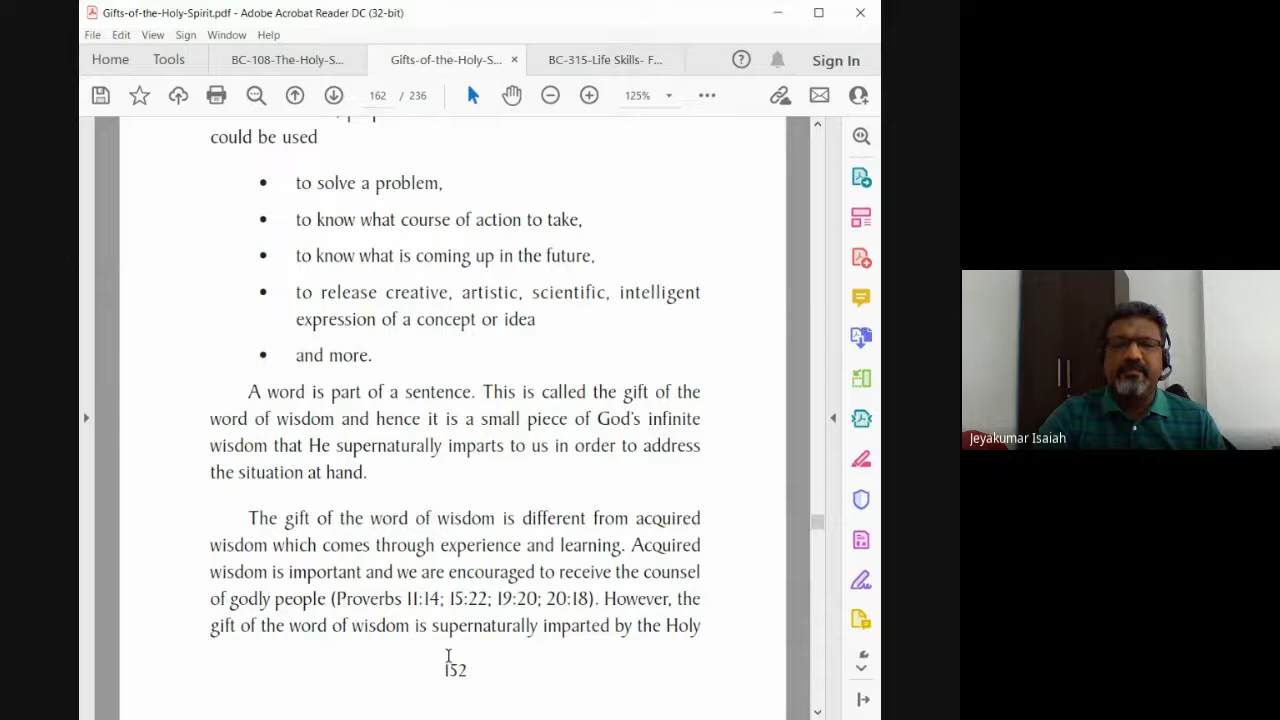 Gifts-of-the-Holy-Spirit.pdf - Adobe Acrobat Reader DC (32-bit)
File Edit View Sign Window Help
Home Tools BC-108-The-Holy-S... Gifts-of-the-Holy-S... × BC-315-Life Skills- F... Sign In
162 / 236 125%
could be used
• to solve a problem,
• to know what course of action to take,
• to know what is coming up in the future,
• to release creative, artistic, scientific, intelligent
expression of a concept or idea
• and more.
A word is part of a sentence. This is called the gift of the
word of wisdom and hence it is a small piece of God's infinite
wisdom that He supernaturally imparts to us in order to address
the situation at hand.
The gift of the word of wisdom is different from acquired
wisdom which comes through experience and learning. Acquired
wisdom is important and we are encouraged to receive the counsel
of godly people (Proverbs 11:14; 15:22; 19:20; 20:18). However, the
gift of the word of wisdom is supernaturally imparted by the Holy
152
Jeyakumar Isaiah